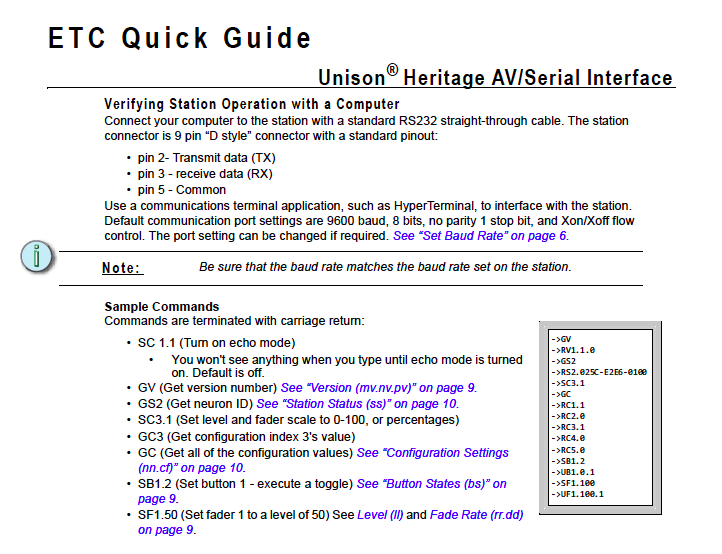 ETC Quick Guide
Unison® Heritage AV/Serial Interface
Verifying Station Operation with a Computer
Connect your computer to the station with a standard RS232 straight-through cable. The station
connector is 9 pin “D style” connector with a standard pinout:
• pin 2- Transmit data (TX)
• pin 3 - receive data (RX)
• pin 5 - Common
Use a communications terminal application, such as HyperTerminal, to interface with the station.
Default communication port settings are 9600 baud, 8 bits, no parity 1 stop bit, and Xon/Xoff flow
control. The port setting can be changed if required. See “Set Baud Rate” on page 6.
i
Note: Be sure that the baud rate matches the baud rate set on the station.
Sample Commands
Commands are terminated with carriage return:
• SC 1.1 (Turn on echo mode)
• You won't see anything when you type until echo mode is turned
on. Default is off.
• GV (Get version number) See “Version (mv.nv.pv)” on page 9.
• GS2 (Get neuron ID) See “Station Status (ss)” on page 10.
• SC3.1 (Set level and fader scale to 0-100, or percentages)
• GC3 (Get configuration index 3's value)
• GC (Get all of the configuration values) See “Configuration Settings
(nn.cf)” on page 10.
• SB1.2 (Set button 1 - execute a toggle) See “Button States (bs)” on
page 9.
• SF1.50 (Set fader 1 to a level of 50) See Level (ll) and Fade Rate (rr.dd)
on page 9.
->GV
->RV1.1.0
->GS2
->RS2.025C-E2E6-0100
->SC3.1
->GC
->RC1.1
->RC2.0
->RC3.1
->RC4.0
->RC5.0
->SB1.2
->UB1.0.1
->SF1.100
->UF1.100.1